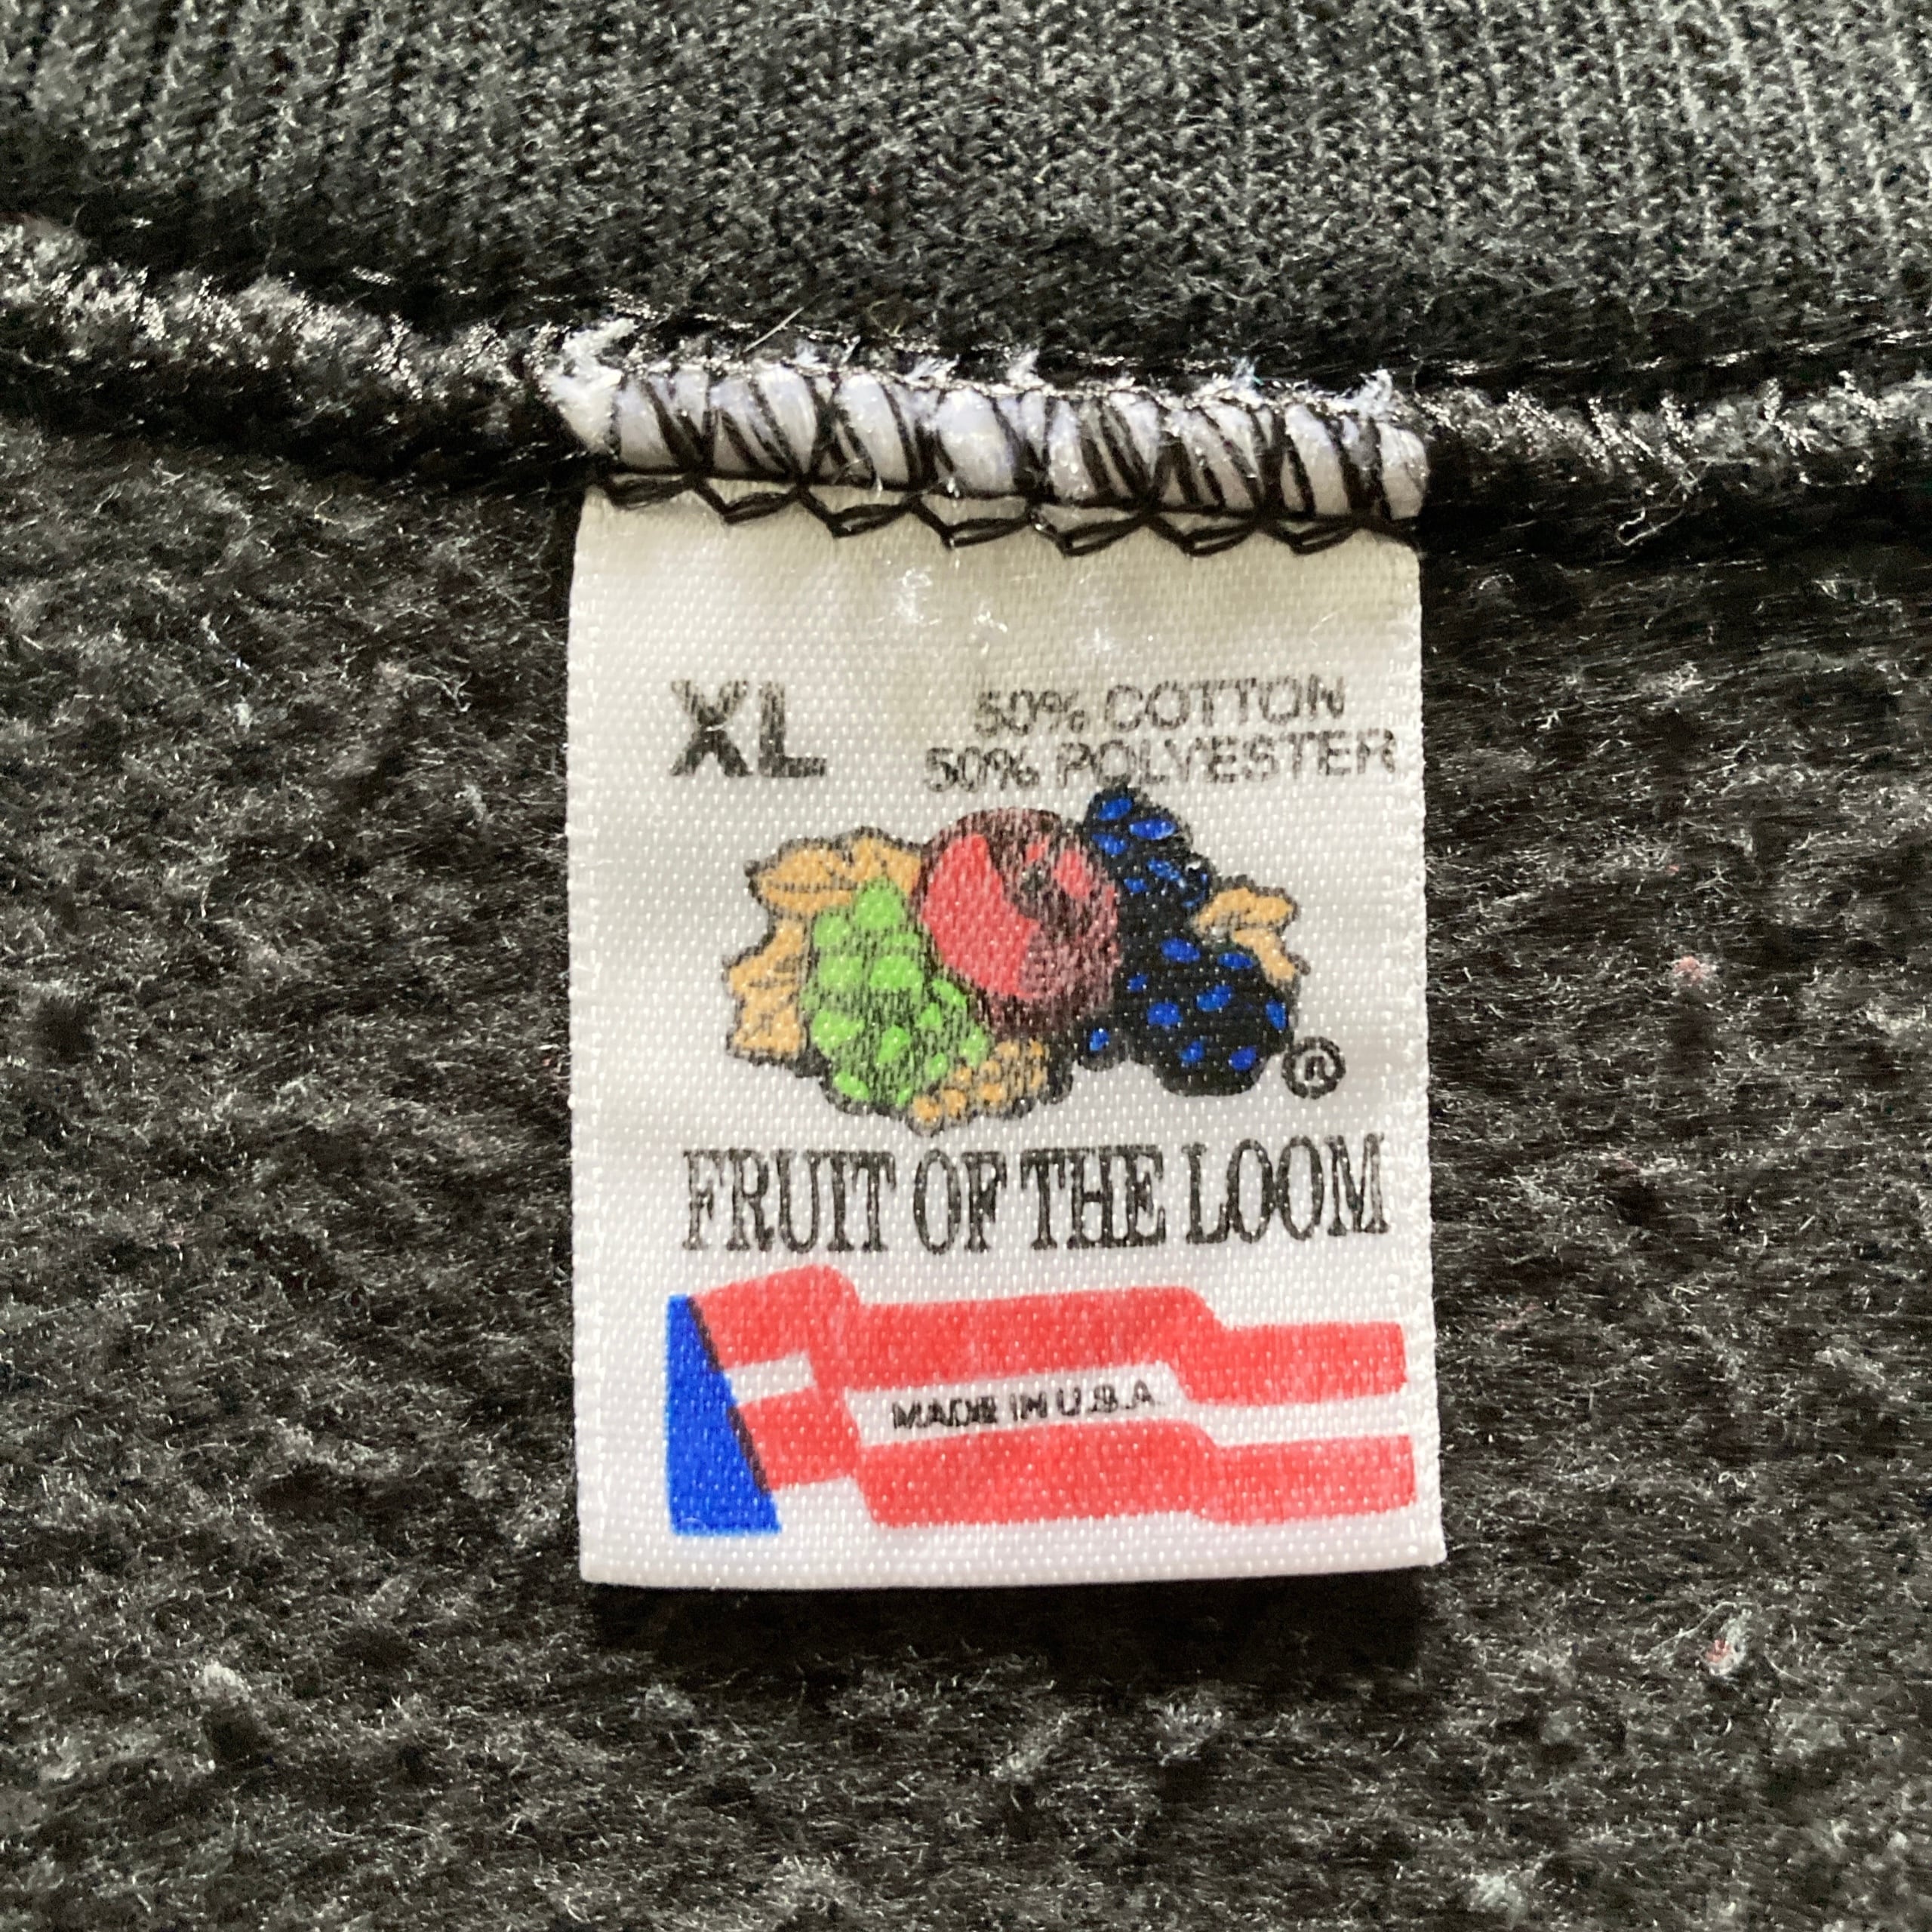 XL
50% COTTON
50% POLYESTER
®
FRUIT OF THE LOOM
MADE IN U.S.A